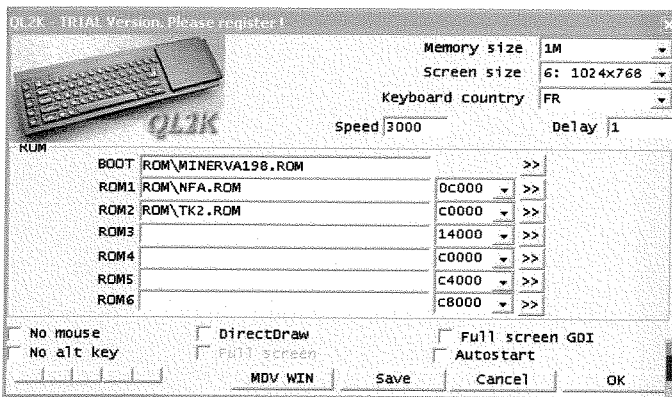 QL2K - TRIAL Version. Please register !
Memory size 1M
Screen size 6: 1024x768
Keyboard country FR
QL2K
Speed 3000 Delay 1
ROM
BOOT ROM\MINERVA198.ROM >>
ROM1 ROM\NFA.ROM 0C000 >>
ROM2 ROM\TK2.ROM C0000 >>
ROM3 14000 >>
ROM4 C0000 >>
ROM5 C4000 >>
ROM6 C8000 >>
No mouse DirectDraw Full screen GDI
No alt key Full screen Autostart
MDV WIN Save Cancel OK